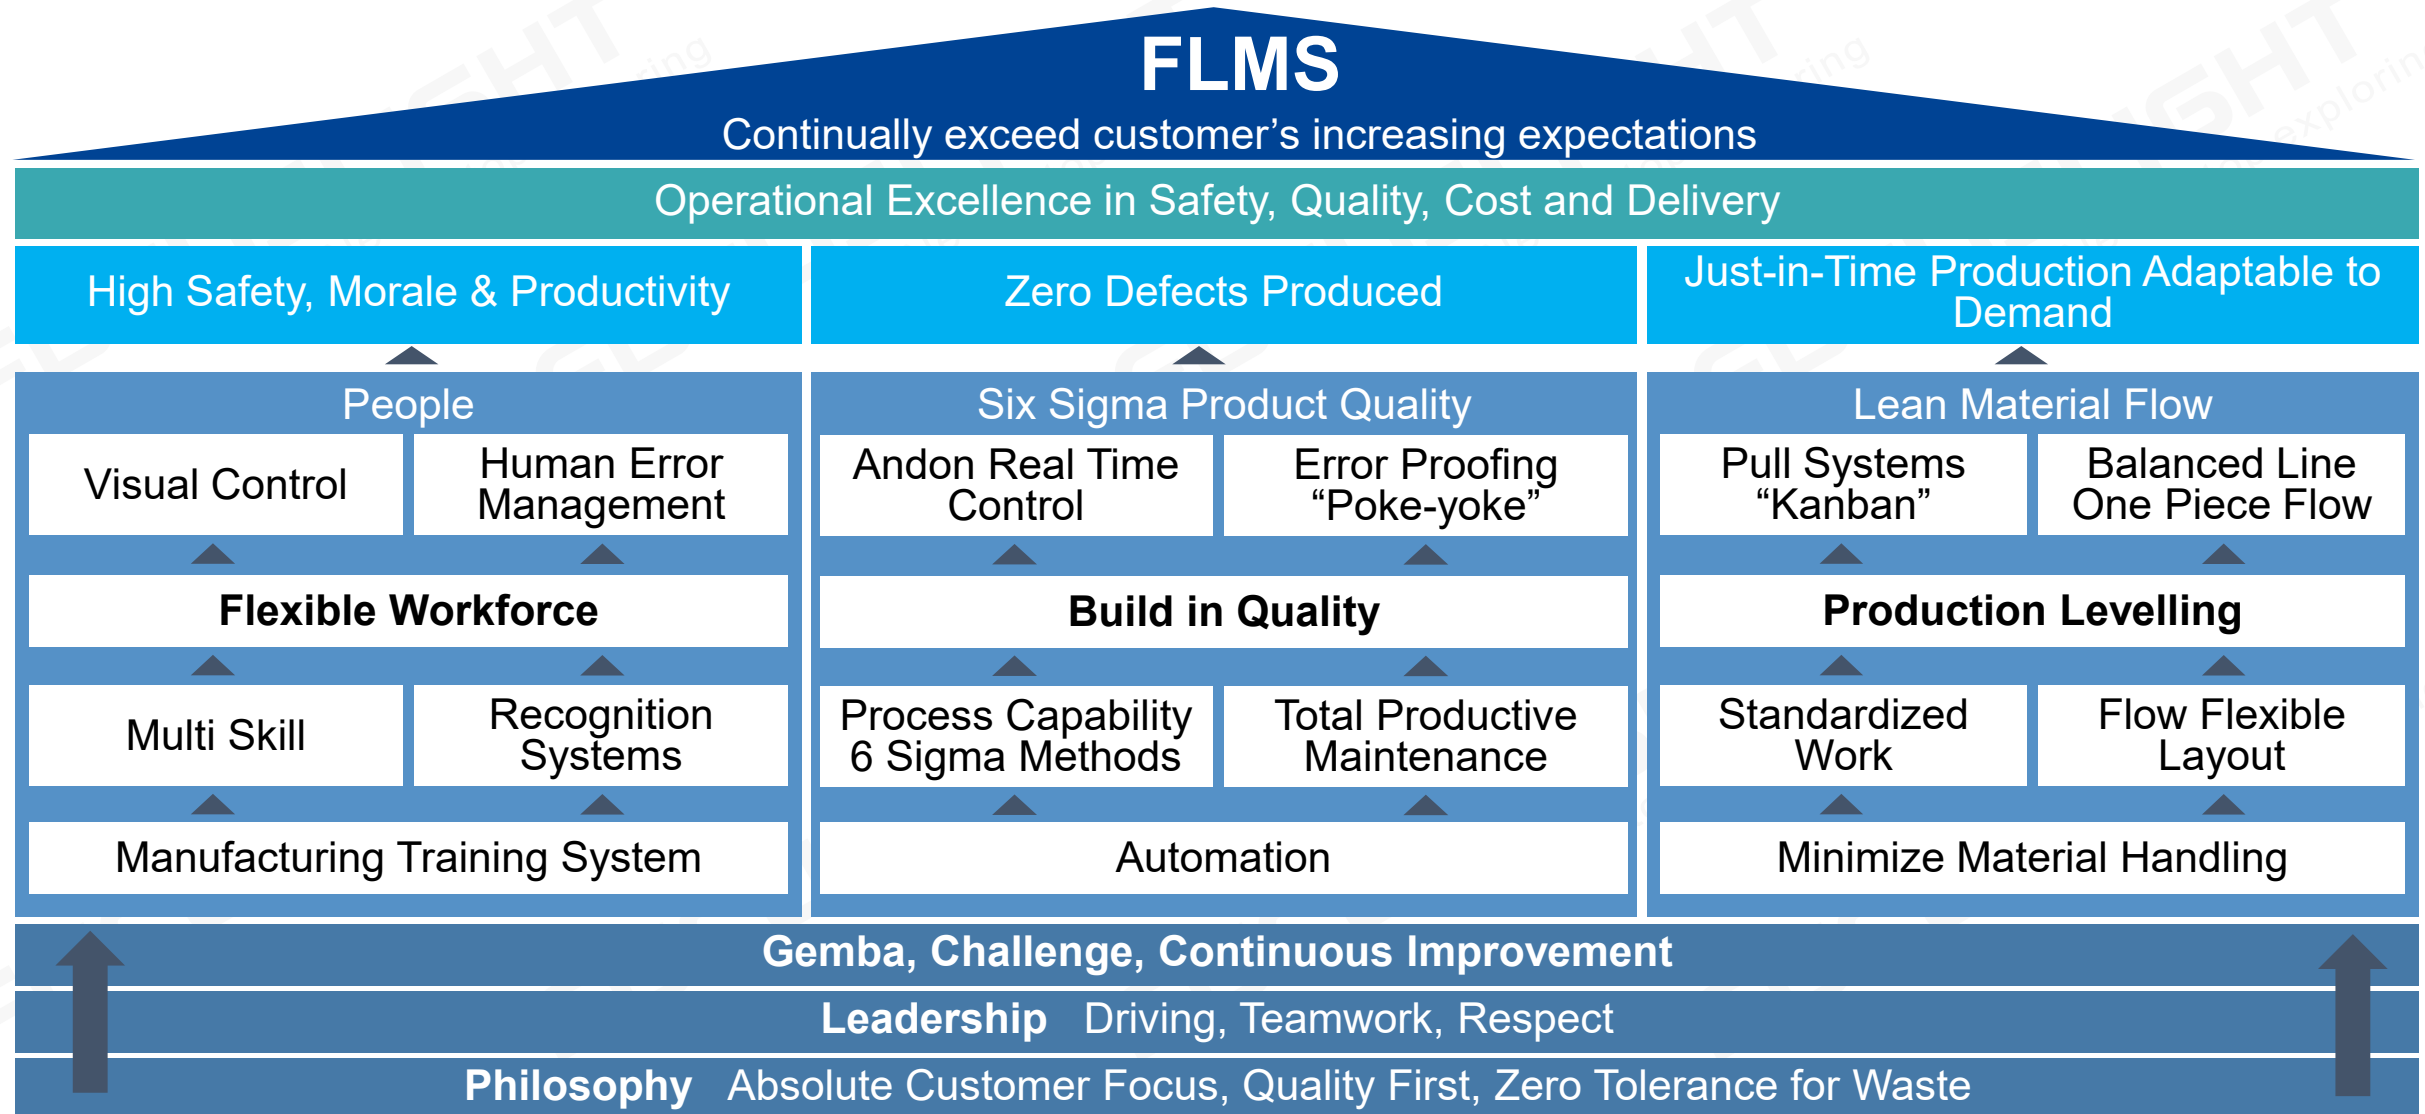 FLMS
Continually exceed customer’s increasing expectations
Operational Excellence in Safety, Quality, Cost and Delivery
High Safety, Morale & Productivity
Zero Defects Produced
Just-in-Time Production Adaptable to
Demand
People
Visual Control
Human Error
Management
Flexible Workforce
Multi Skill
Recognition
Systems
Manufacturing Training System
Six Sigma Product Quality
Andon Real Time
Control
Error Proofing
“Poke-yoke”
Build in Quality
Process Capability
6 Sigma Methods
Total Productive
Maintenance
Automation
Lean Material Flow
Pull Systems
“Kanban”
Balanced Line
One Piece Flow
Production Levelling
Standardized
Work
Flow Flexible
Layout
Minimize Material Handling
Gemba, Challenge, Continuous Improvement
Leadership Driving, Teamwork, Respect
Philosophy Absolute Customer Focus, Quality First, Zero Tolerance for Waste